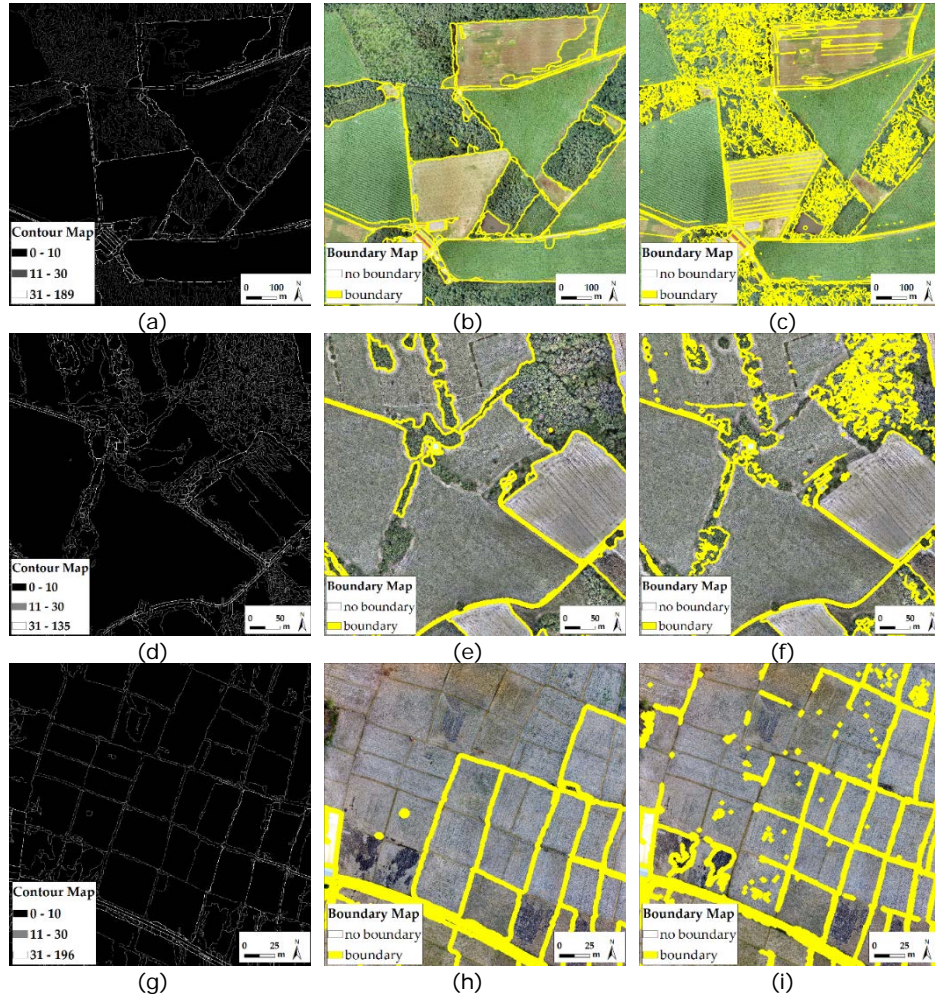 Contour Map
0 - 10
11 - 30
31 - 189
0 100
m
N
Boundary Map
no boundary
boundary
0 100
m
N
Boundary Map
no boundary
boundary
0 100
m
N
(a)
(b)
(c)
Contour Map
0 - 10
11 - 30
31 - 135
0 50
m
N
Boundary Map
no boundary
boundary
0 50
m
N
Boundary Map
no boundary
boundary
0 50
m
N
(d)
(e)
(f)
Contour Map
0 - 10
11 - 30
31 - 196
0 25
m
N
Boundary Map
no boundary
boundary
0 25
m
N
Boundary Map
no boundary
boundary
0 25
m
N
(g)
(h)
(i)